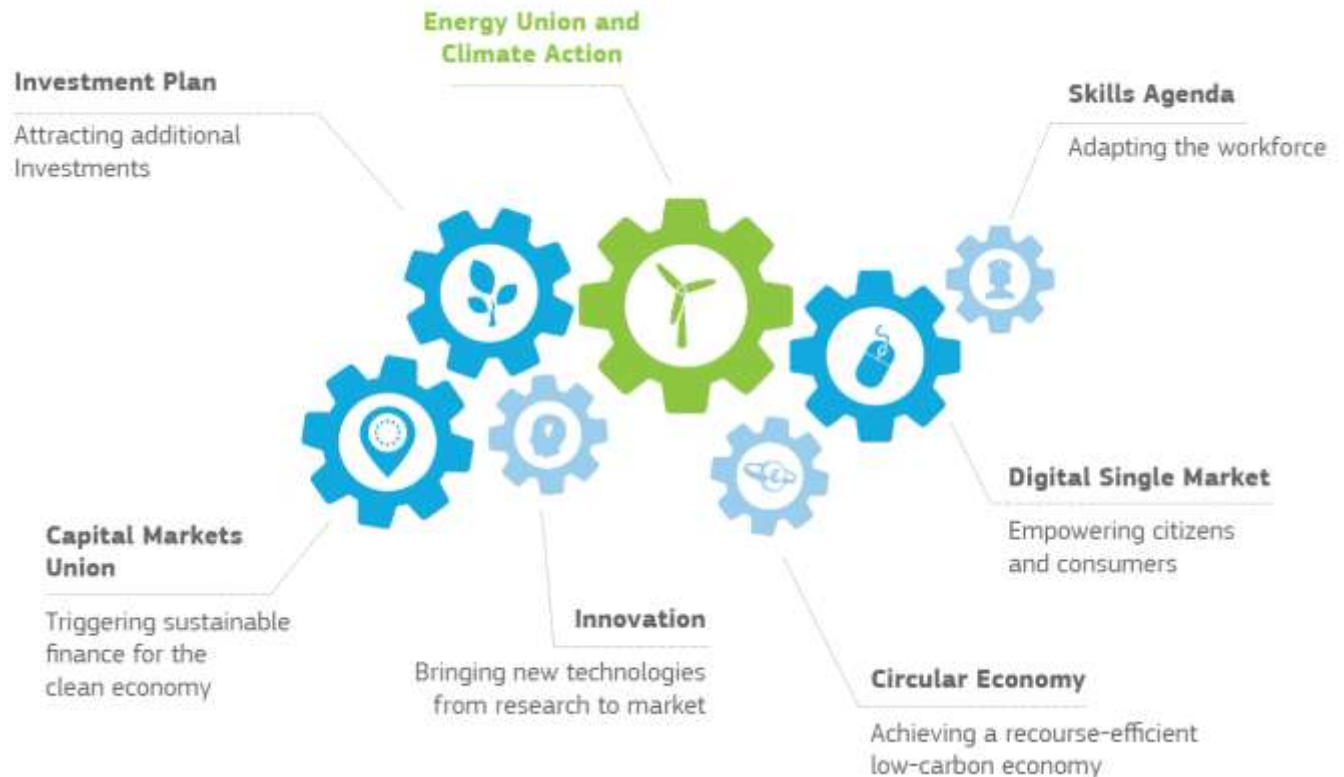 Energy Union and
Climate Action
Investment Plan
Attracting additional
Investments
Skills Agenda
Adapting the workforce
Capital Markets
Union
Triggering sustainable
finance for the
clean economy
Innovation
Bringing new technologies
from research to market
Digital Single Market
Empowering citizens
and consumers
Circular Economy
Achieving a recourse-efficient
low-carbon economy